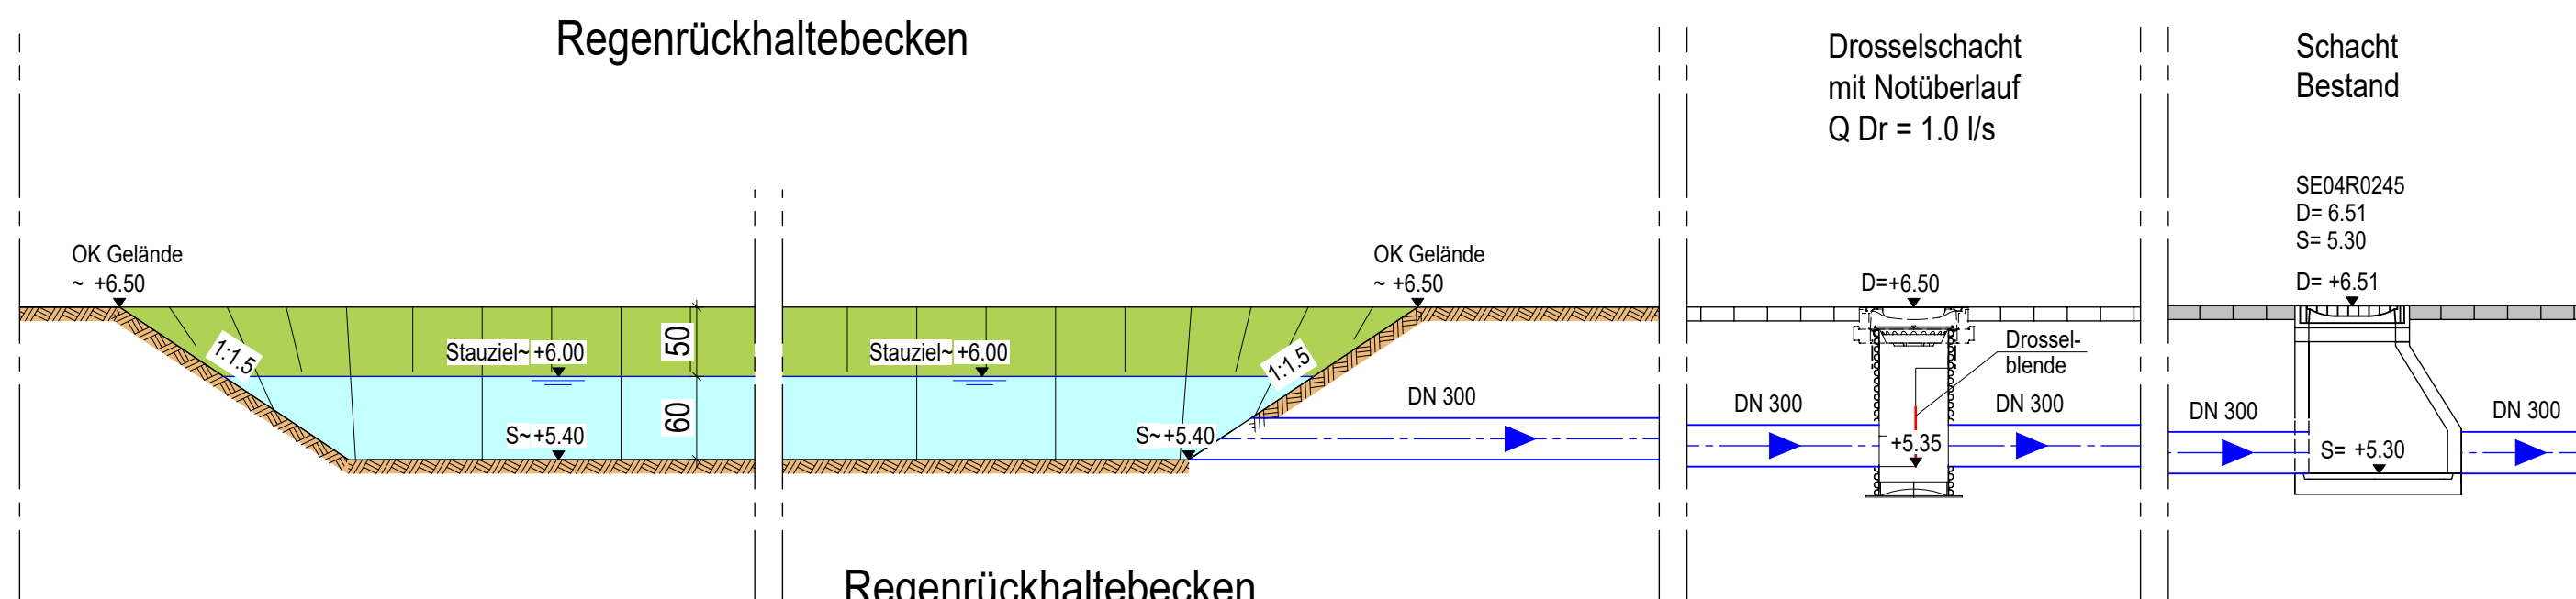 Regenrückhaltebecken
Drosselschacht
mit Notüberlauf
Q Dr = 1.0 l/s
Schacht
Bestand
SE04R0245
D= 6.51
S= 5.30
D= +6.51
OK Gelände
~ +6.50
OK Gelände
~ +6.50
D=+6.50
1:1.5
Stauziel~ +6.00
50
Stauziel~ +6.00
1:1.5
Drossel-
blende
60
DN 300
DN 300
DN 300
DN 300
DN 300
S~ +5.40
S~ +5.40
+5.35
S= +5.30
Regenrückhaltebecken